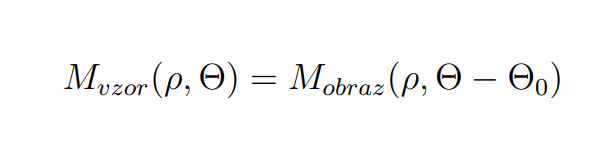 M_{vzor}(ρ, Θ) = M_{obraz}(ρ, Θ − Θ_0)